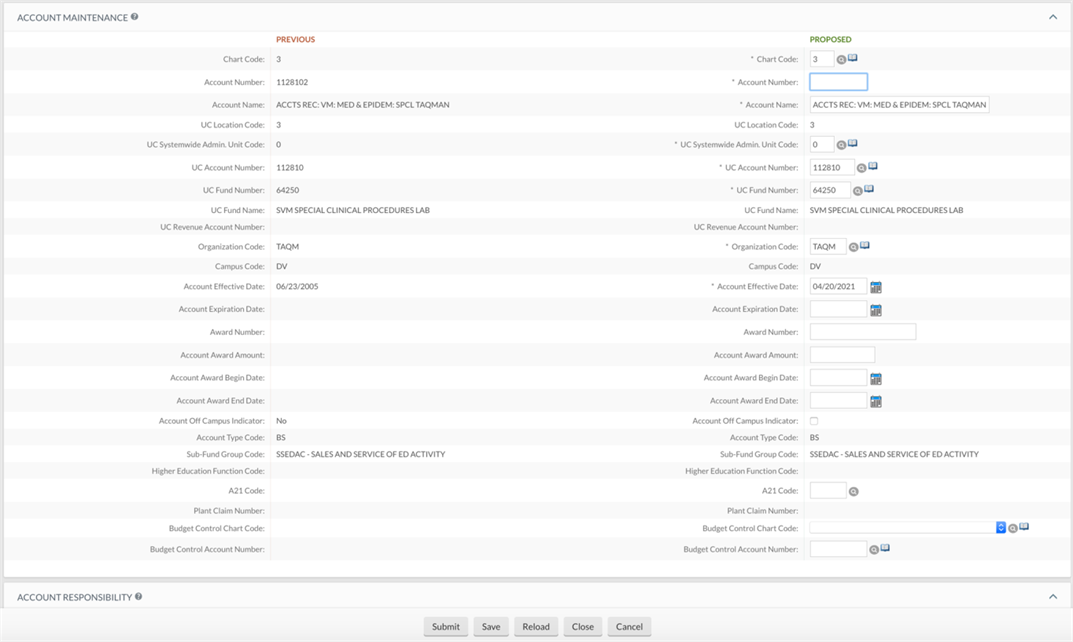 ACCOUNT MAINTENANCE
PREVIOUS PROPOSED
Chart Code: 3 * Chart Code: 3
Account Number: 1128102 * Account Number:
Account Name: ACCTS REC: VM: MED & EPIDEM: SPCL TAQMAN * Account Name: ACCTS REC: VM: MED & EPIDEM: SPCL TAQMAN
UC Location Code: 3 UC Location Code: 3
UC Systemwide Admin. Unit Code: 0 * UC Systemwide Admin. Unit Code: 0
UC Account Number: 112810 * UC Account Number: 112810
UC Fund Number: 64250 * UC Fund Number: 64250
UC Fund Name: SVM SPECIAL CLINICAL PROCEDURES LAB UC Fund Name: SVM SPECIAL CLINICAL PROCEDURES LAB
UC Revenue Account Number: UC Revenue Account Number:
Organization Code: TAQM * Organization Code: TAQM
Campus Code: DV Campus Code: DV
Account Effective Date: 06/23/2005 * Account Effective Date: 04/20/2021
Account Expiration Date: Account Expiration Date:
Award Number: Award Number:
Account Award Amount: Account Award Amount:
Account Award Begin Date: Account Award Begin Date:
Account Award End Date: Account Award End Date:
Account Off Campus Indicator: No Account Off Campus Indicator:
Account Type Code: BS Account Type Code: BS
Sub-Fund Group Code: SSEDAC - SALES AND SERVICE OF ED ACTIVITY Sub-Fund Group Code: SSEDAC - SALES AND SERVICE OF ED ACTIVITY
Higher Education Function Code: Higher Education Function Code:
A21 Code: A21 Code:
Plant Claim Number: Plant Claim Number:
Budget Control Chart Code: Budget Control Chart Code:
Budget Control Account Number: Budget Control Account Number:
ACCOUNT RESPONSIBILITY
Submit Save Reload Close Cancel